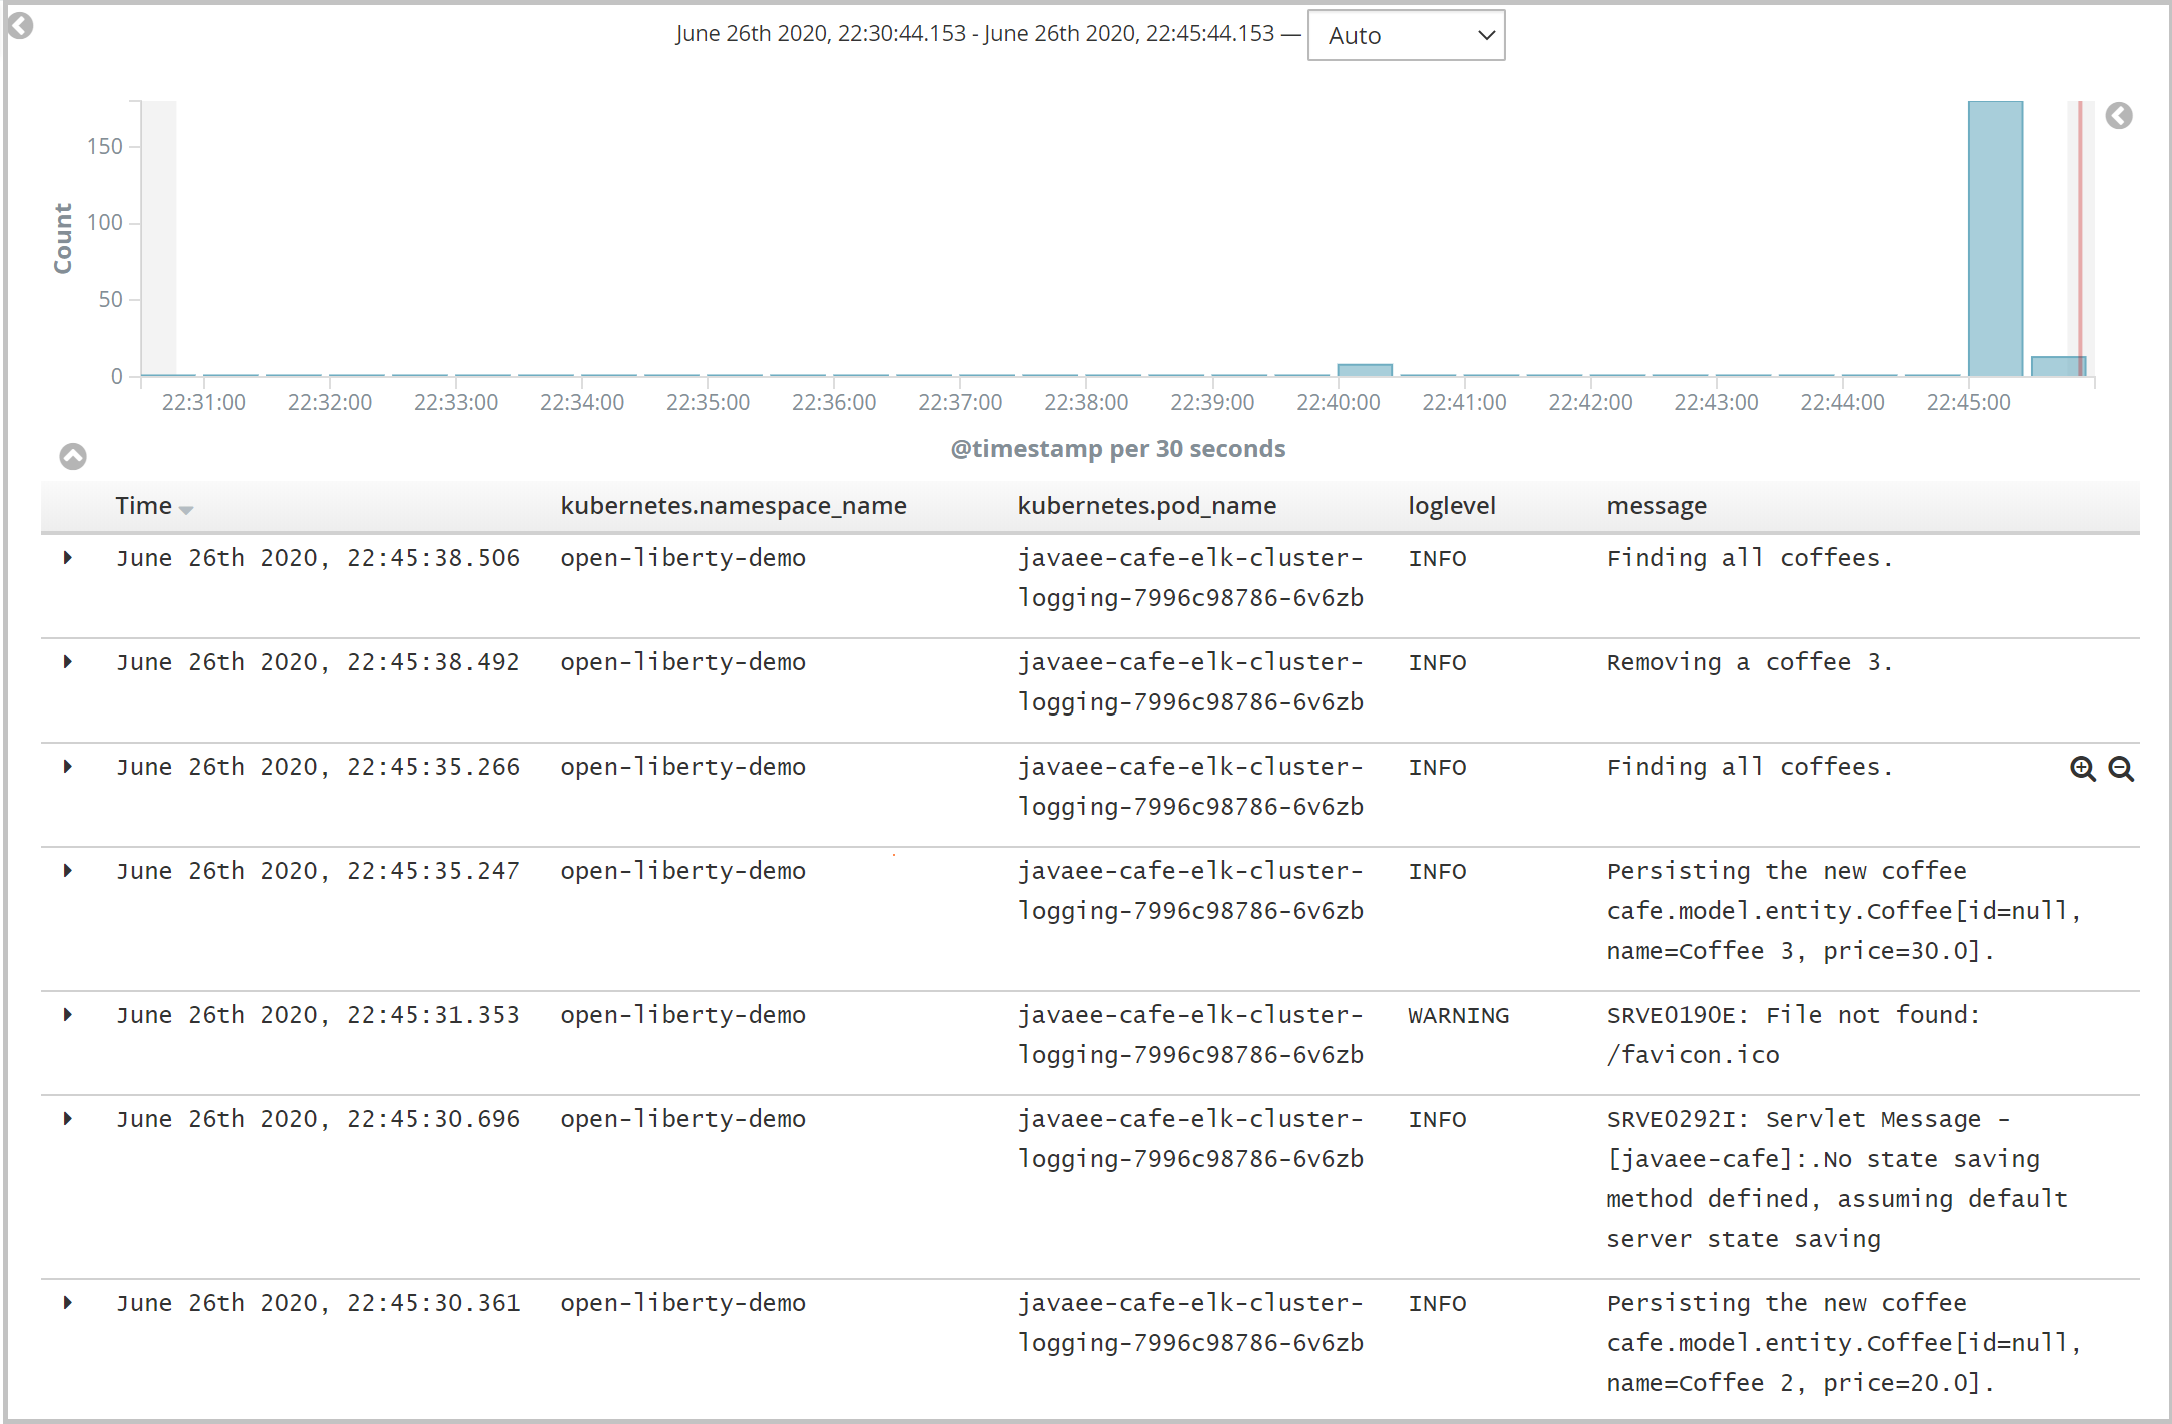 June 26th 2020, 22:30:44.153 - June 26th 2020, 22:45:44.153 — Auto
150
100
50
0
Count
22:31:00 22:32:00 22:33:00 22:34:00 22:35:00 22:36:00 22:37:00 22:38:00 22:39:00 22:40:00 22:41:00 22:42:00 22:43:00 22:44:00 22:45:00
@timestamp per 30 seconds
Time kubernetes.namespace_name kubernetes.pod_name loglevel message
June 26th 2020, 22:45:38.506 open-liberty-demo javaee-cafe-elk-cluster- INFO Finding all coffees.
logging-7996c98786-6v6zb
June 26th 2020, 22:45:38.492 open-liberty-demo javaee-cafe-elk-cluster- INFO Removing a coffee 3.
logging-7996c98786-6v6zb
June 26th 2020, 22:45:35.266 open-liberty-demo javaee-cafe-elk-cluster- INFO Finding all coffees.
logging-7996c98786-6v6zb
June 26th 2020, 22:45:35.247 open-liberty-demo javaee-cafe-elk-cluster- INFO Persisting the new coffee
logging-7996c98786-6v6zb cafe.model.entity.Coffee[id=null,
name=Coffee 3, price=30.0].
June 26th 2020, 22:45:31.353 open-liberty-demo javaee-cafe-elk-cluster- WARNING SRVE0190E: File not found:
logging-7996c98786-6v6zb /favicon.ico
June 26th 2020, 22:45:30.696 open-liberty-demo javaee-cafe-elk-cluster- INFO SRVE0292I: Servlet Message -
logging-7996c98786-6v6zb [javaee-cafe]:.No state saving
method defined, assuming default
server state saving
June 26th 2020, 22:45:30.361 open-liberty-demo javaee-cafe-elk-cluster- INFO Persisting the new coffee
logging-7996c98786-6v6zb cafe.model.entity.Coffee[id=null,
name=Coffee 2, price=20.0].